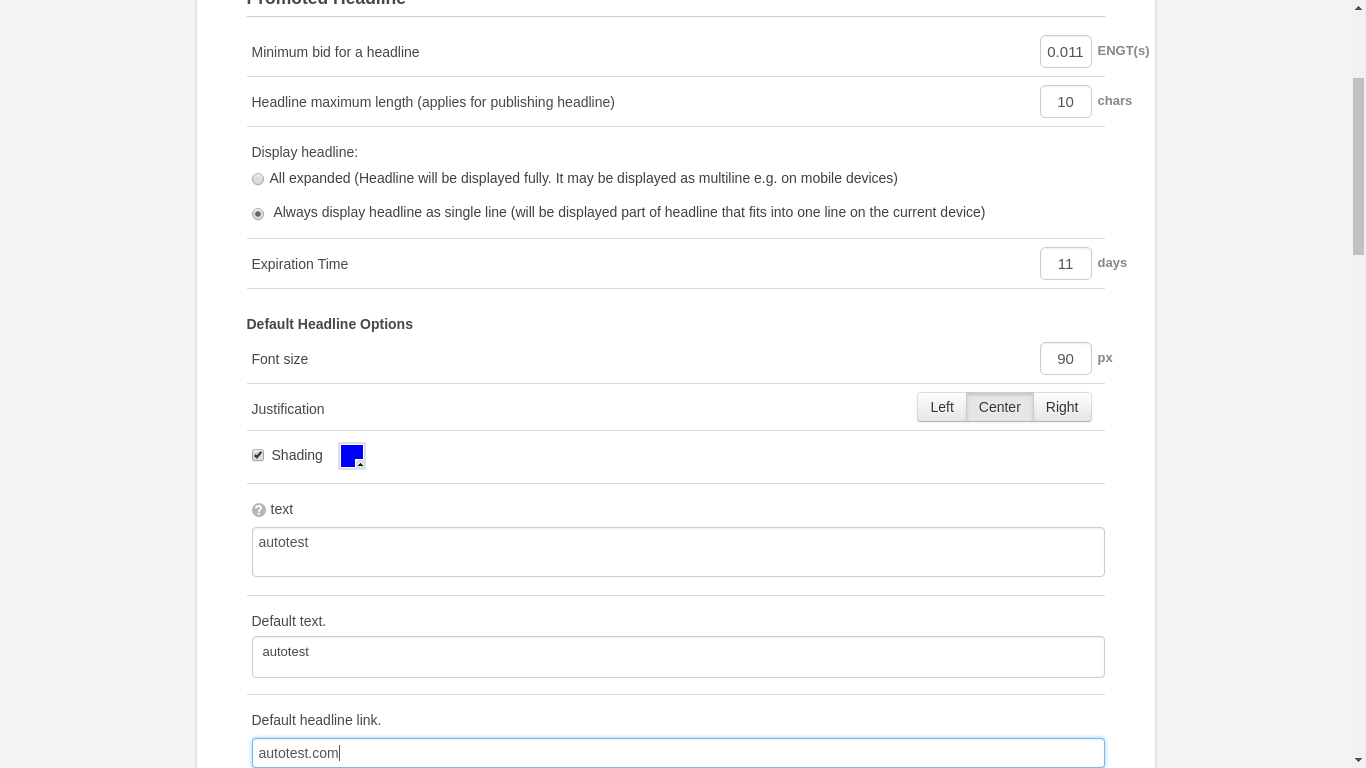 Promoted Headline
Minimum bid for a headline 0.011 ENGT(s)
Headline maximum length (applies for publishing headline) 10 chars
Display headline:
All expanded (Headline will be displayed fully. It may be displayed as multiline e.g. on mobile devices)
Always display headline as single line (will be displayed part of headline that fits into one line on the current device)
Expiration Time 11 days
Default Headline Options
Font size 90 px
Justification Left Center Right
Shading
? text
autotest
Default text.
autotest
Default headline link.
autotest.com